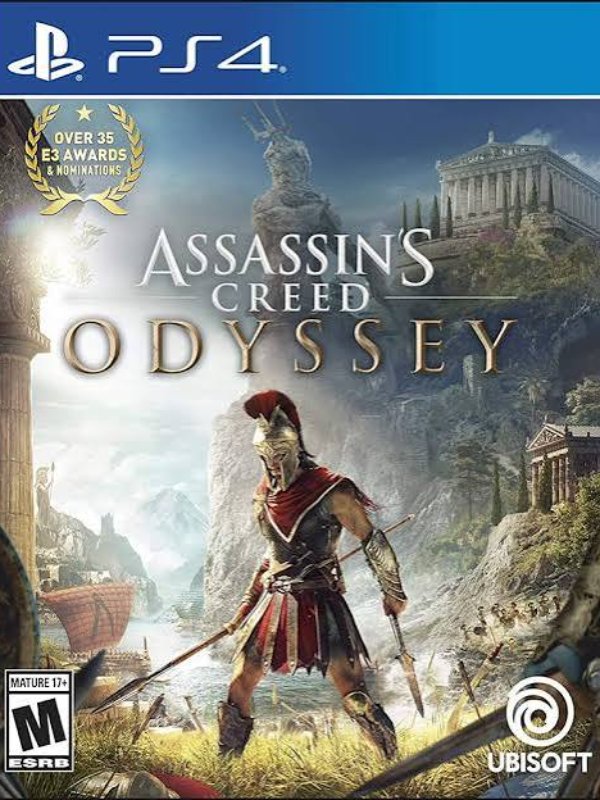 PS4
OVER 35
E3 AWARDS
& NOMINATIONS
ASSASSIN'S
CREED
ODYSSEY
MATURE 17+
M
ESRB
UBISOFT